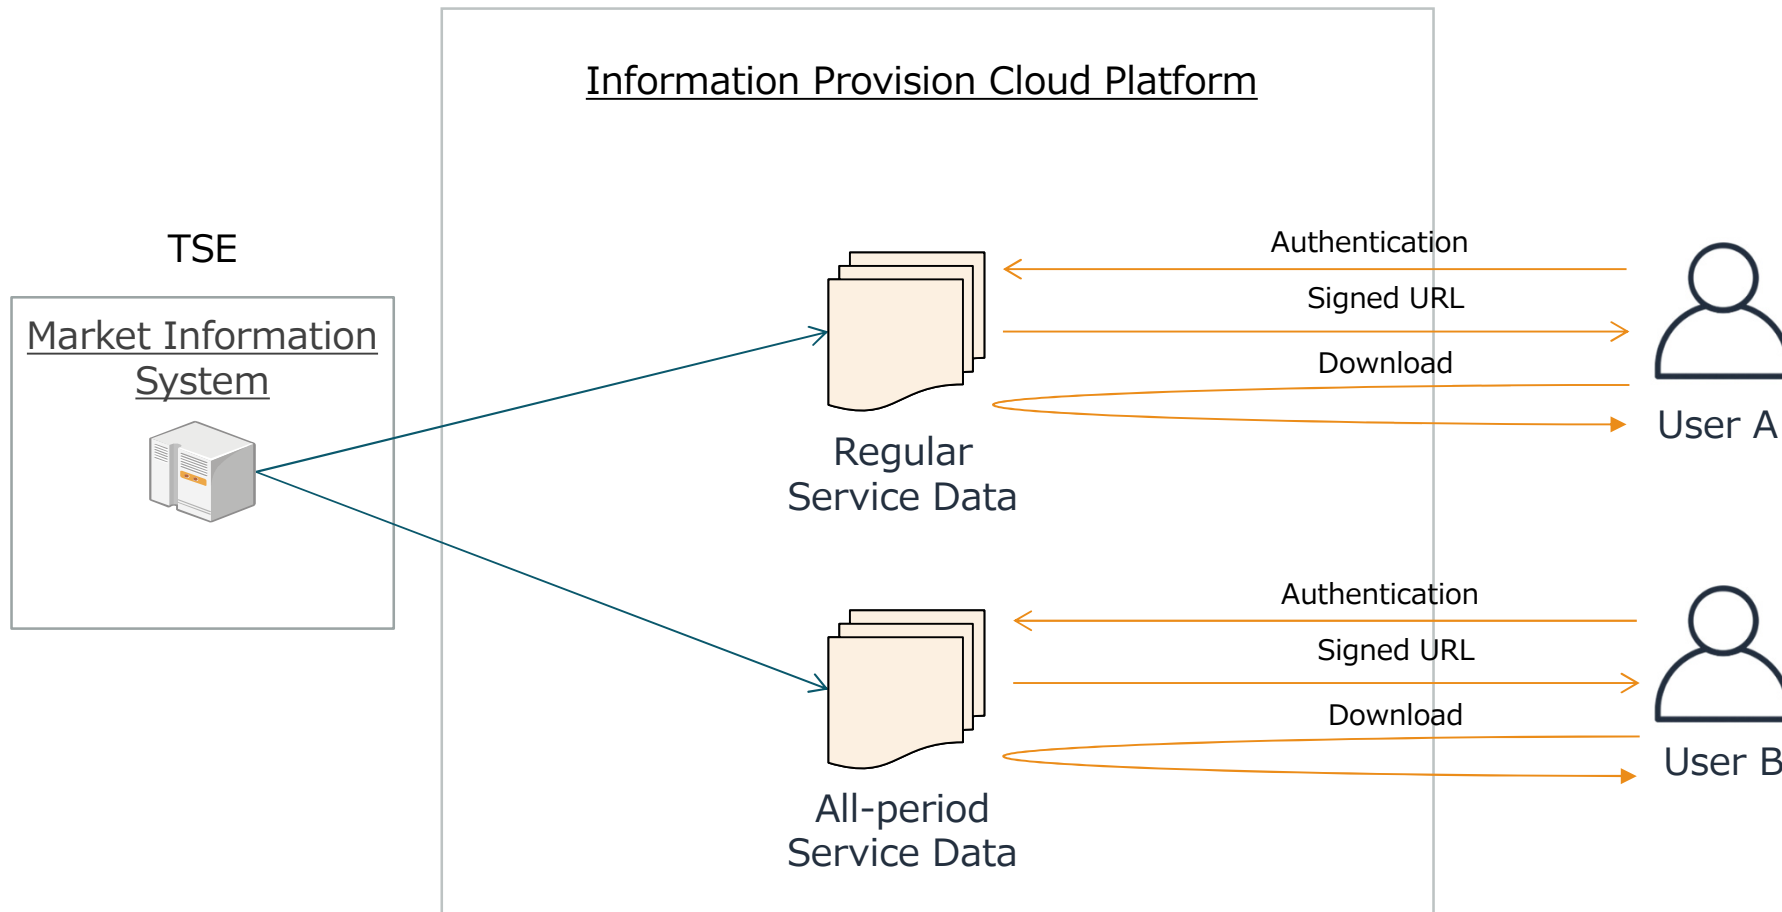 Information Provision Cloud Platform
TSE
Market Information
System
Regular
Service Data
Authentication
Signed URL
Download
User A
All-period
Service Data
Authentication
Signed URL
Download
User B